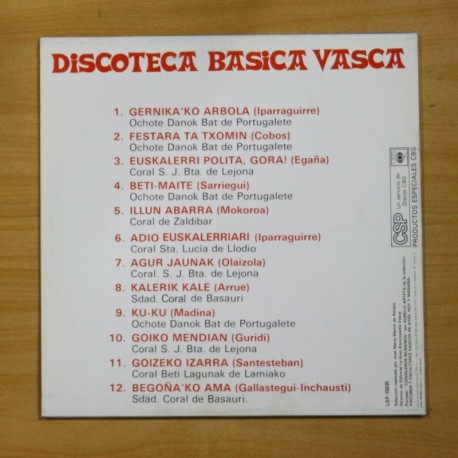 DISCOTECA BASICA VASCA
1. GERNIKA'KO ARBOLA (Iparraguirre)
Ochote Danok Bat de Portugalete
2. FESTARA TA TXOMIN (Cobos)
Ochote Danok Bat de Portugalete
3. EUSKALERRI POLITA, GORA! (Egaña)
Coral S. J. Bta. de Lejona
4. BETI-MAITE (Sarriegui)
Ochote Danok Bat de Portugalete
5. ILLUN ABARRA (Mokoroa)
Coral de Zaldibar
6. ADIO EUSKALERRIARI (Iparraguirre)
Coral Sta. Lucía de Llodio
7. AGUR JAUNAK (Olaizola)
Coral. S. J. Bta. de Lejona
8. KALERIK KALE (Arrue)
Sdad. Coral de Basauri
9. KU-KU (Madina)
Ochote Danok Bat de Portugalete
10. GOIKO MENDIAN (Guridi)
Coral S. J. Bta. de Lejona
11. GOIZEKO IZARRA (Santesteban)
Coral Beti Lagunak de Lamiako
12. BEGOÑA'KO AMA (Gallastegui-Inchausti)
Sdad. Coral de Basauri.
CSP
Un servicio de
Discos CBS
PRODUCTOS ESPECIALES CBS